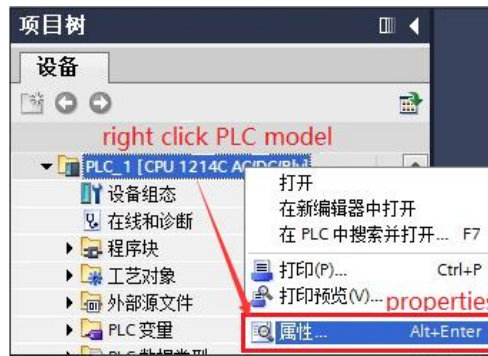 项目树
设备
right click PLC model
PLC_1 [CPU 1214C AC/DC/Rly]
设备组态
在线和诊断
程序块
工艺对象
外部源文件
PLC 变量
打开
在新编辑器中打开
在 PLC 中搜索并打开... F7
打印(P)... Ctrl+P
打印预览(V)...
properties
属性... Alt+Enter